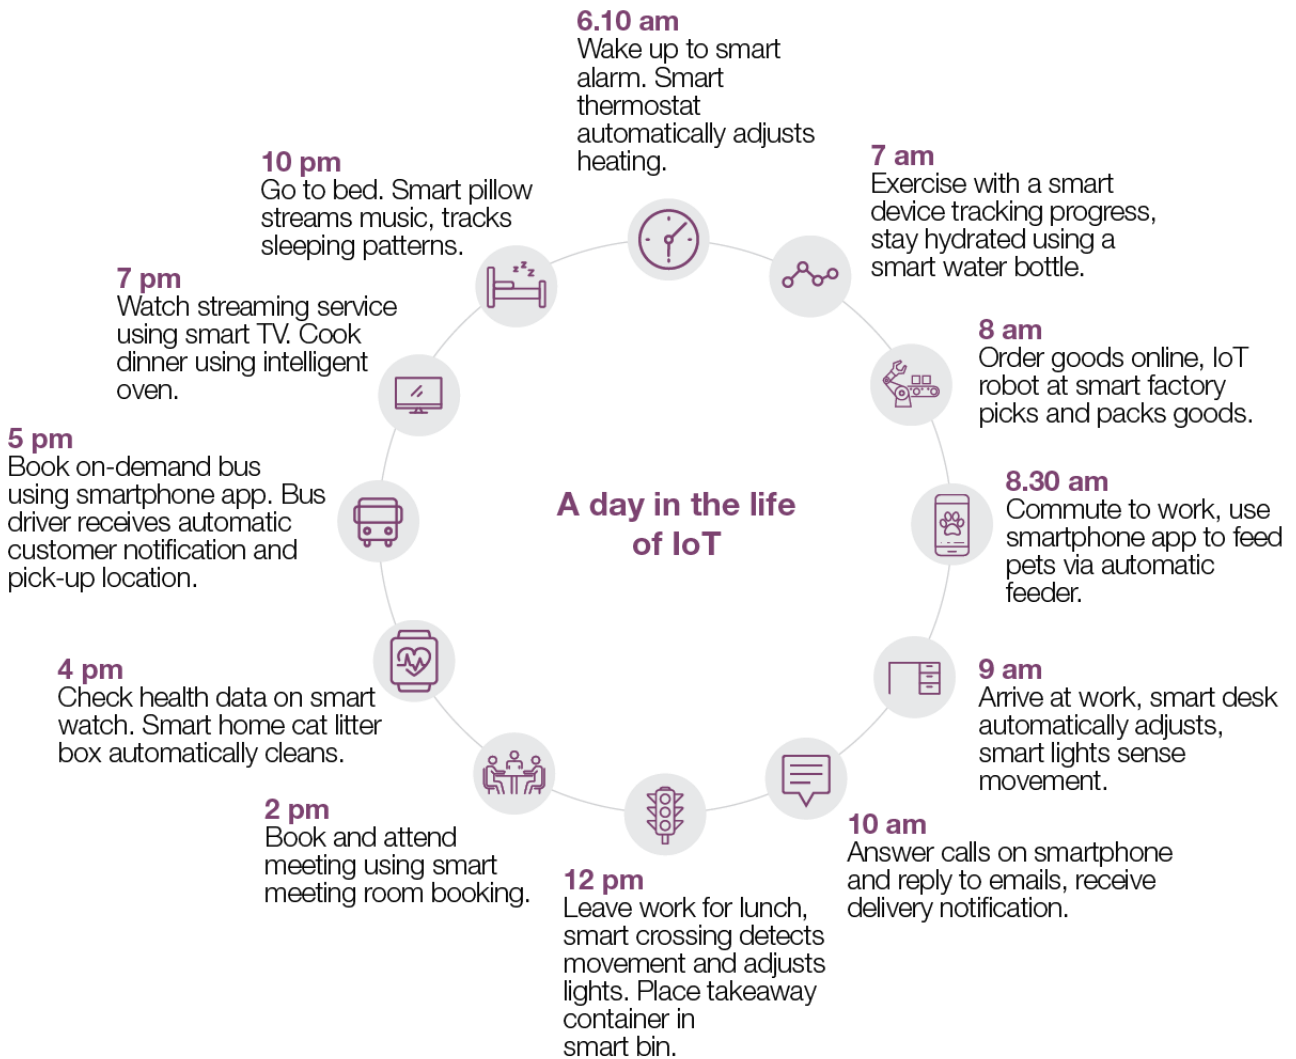 6.10 am
Wake up to smart
alarm. Smart
thermostat
automatically adjusts
heating.
7 am
Exercise with a smart
device tracking progress,
stay hydrated using a
smart water bottle.
8 am
Order goods online, IoT
robot at smart factory
picks and packs goods.
8.30 am
Commute to work, use
smartphone app to feed
pets via automatic
feeder.
9 am
Arrive at work, smart desk
automatically adjusts,
smart lights sense
movement.
10 am
Answer calls on smartphone
and reply to emails, receive
delivery notification.
12 pm
Leave work for lunch,
smart crossing detects
movement and adjusts
lights. Place takeaway
container in
smart bin.
2 pm
Book and attend
meeting using smart
meeting room booking.
4 pm
Check health data on smart
watch. Smart home cat litter
box automatically cleans.
5 pm
Book on-demand bus
using smartphone app. Bus
driver receives automatic
customer notification and
pick-up location.
7 pm
Watch streaming service
using smart TV. Cook
dinner using intelligent
oven.
10 pm
Go to bed. Smart pillow
streams music, tracks
sleeping patterns.
zzz
A day in the life
of IoT